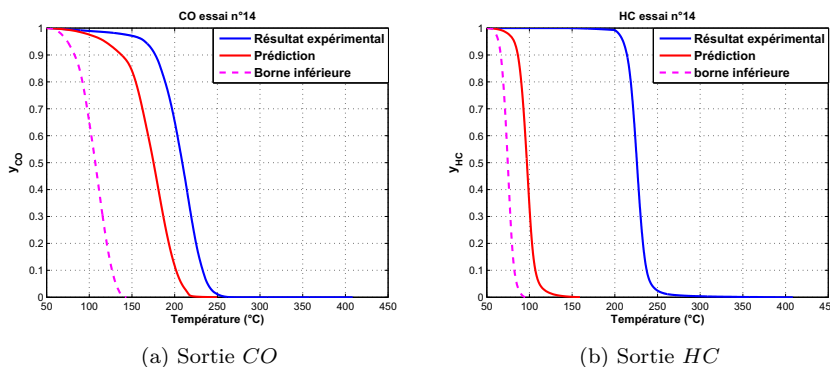 CO essai n°14
1
0.9
0.8
0.7
0.6
0.5
0.4
0.3
0.2
0.1
0
y_CO
Résultat expérimental
Prédiction
Borne inférieure
50 100 150 200 250 300 350 400 450
Température (°C)
(a) Sortie CO
HC essai n°14
1
0.9
0.8
0.7
0.6
0.5
0.4
0.3
0.2
0.1
0
y_HC
Résultat expérimental
Prédiction
borne inférieure
50 100 150 200 250 300 350 400 450
Température (°C)
(b) Sortie HC